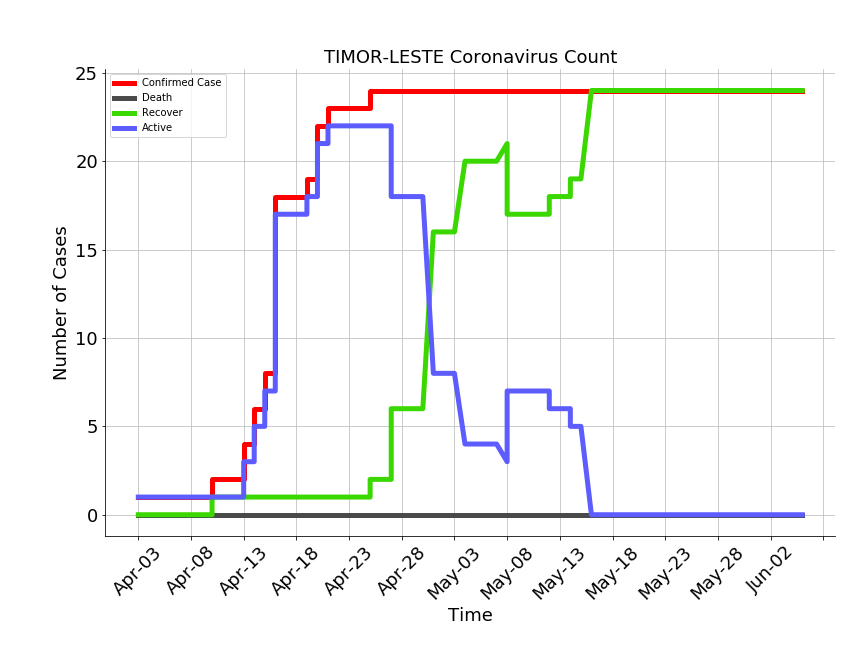 TIMOR-LESTE Coronavirus Count
Confirmed Case
Death
Recover
Active
Number of Cases
25
20
15
10
5
0
Apr-03
Apr-08
Apr-13
Apr-18
Apr-23
Apr-28
May-03
May-08
May-13
May-18
May-23
May-28
Jun-02
Time